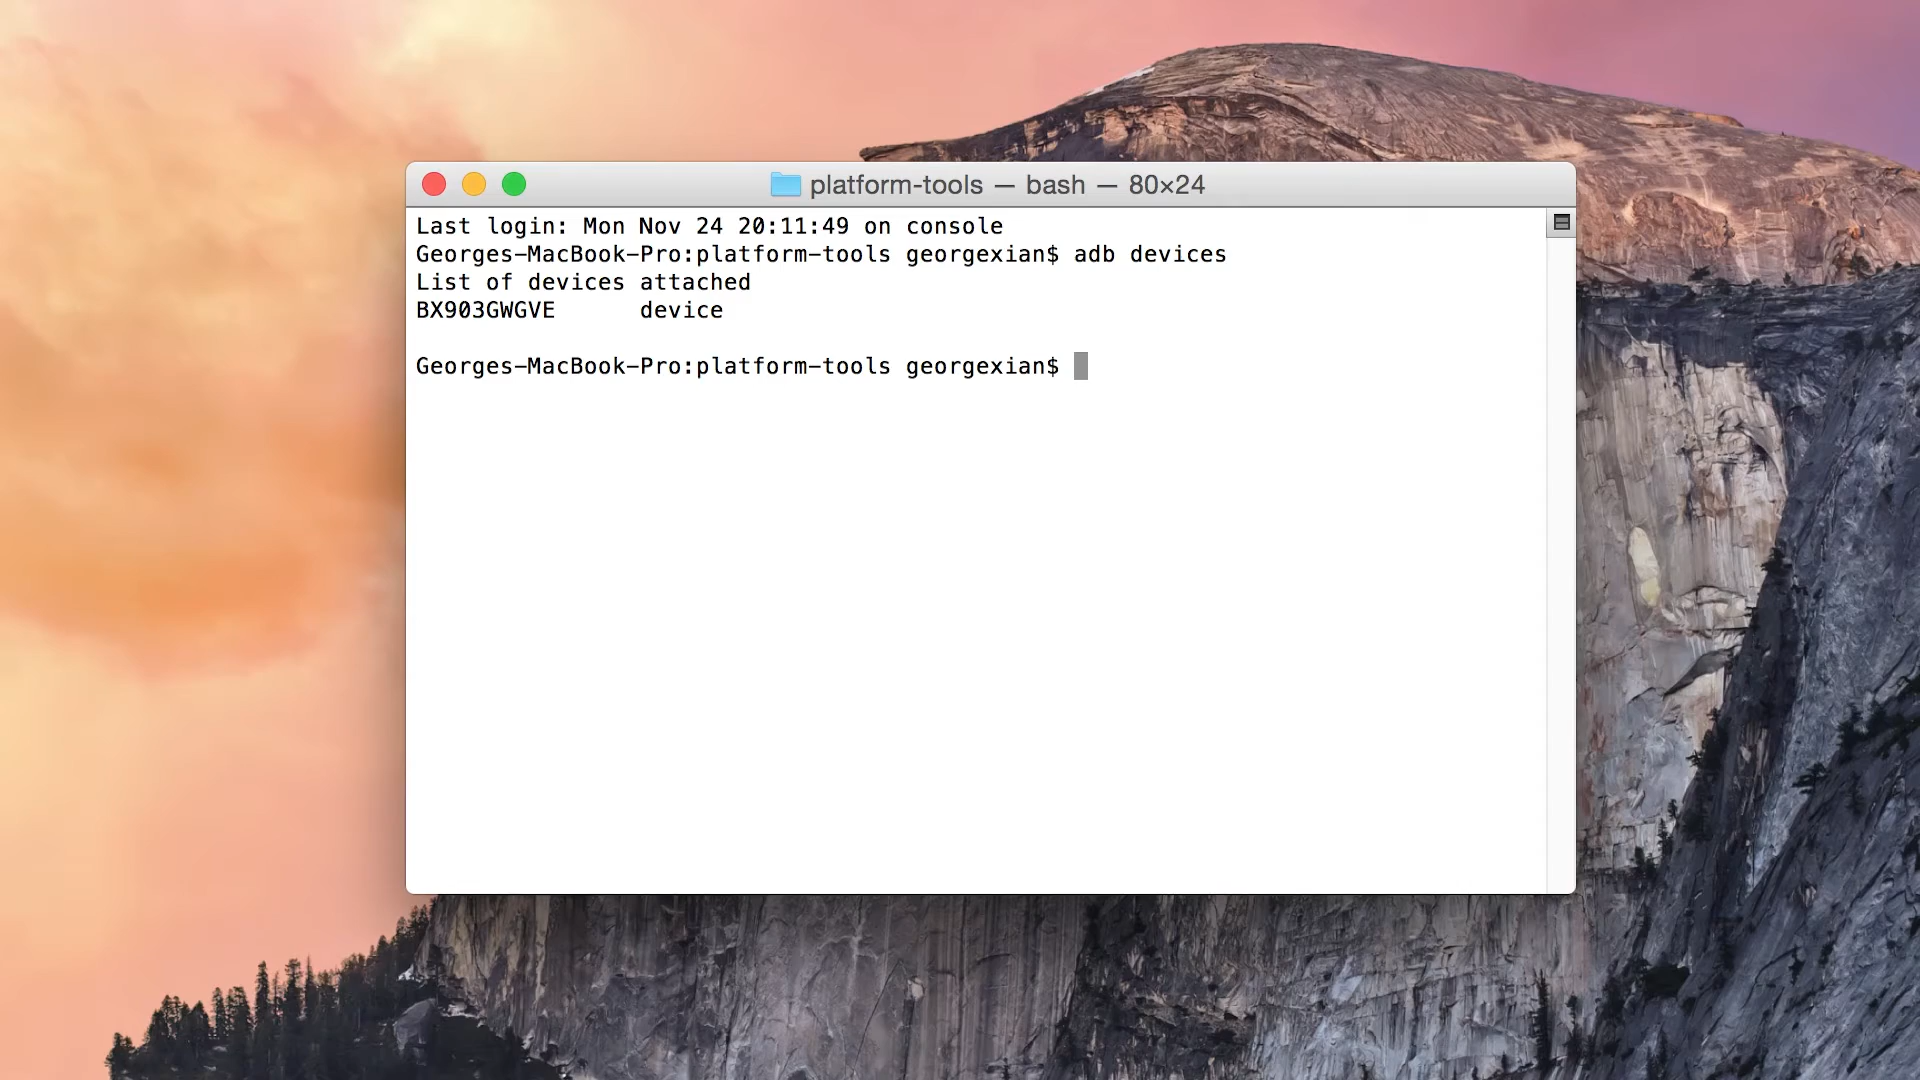 platform-tools — bash — 80×24
Last login: Mon Nov 24 20:11:49 on console
Georges-MacBook-Pro:platform-tools georgexian$ adb devices
List of devices attached
BX903GWGVE      device
Georges-MacBook-Pro:platform-tools georgexian$